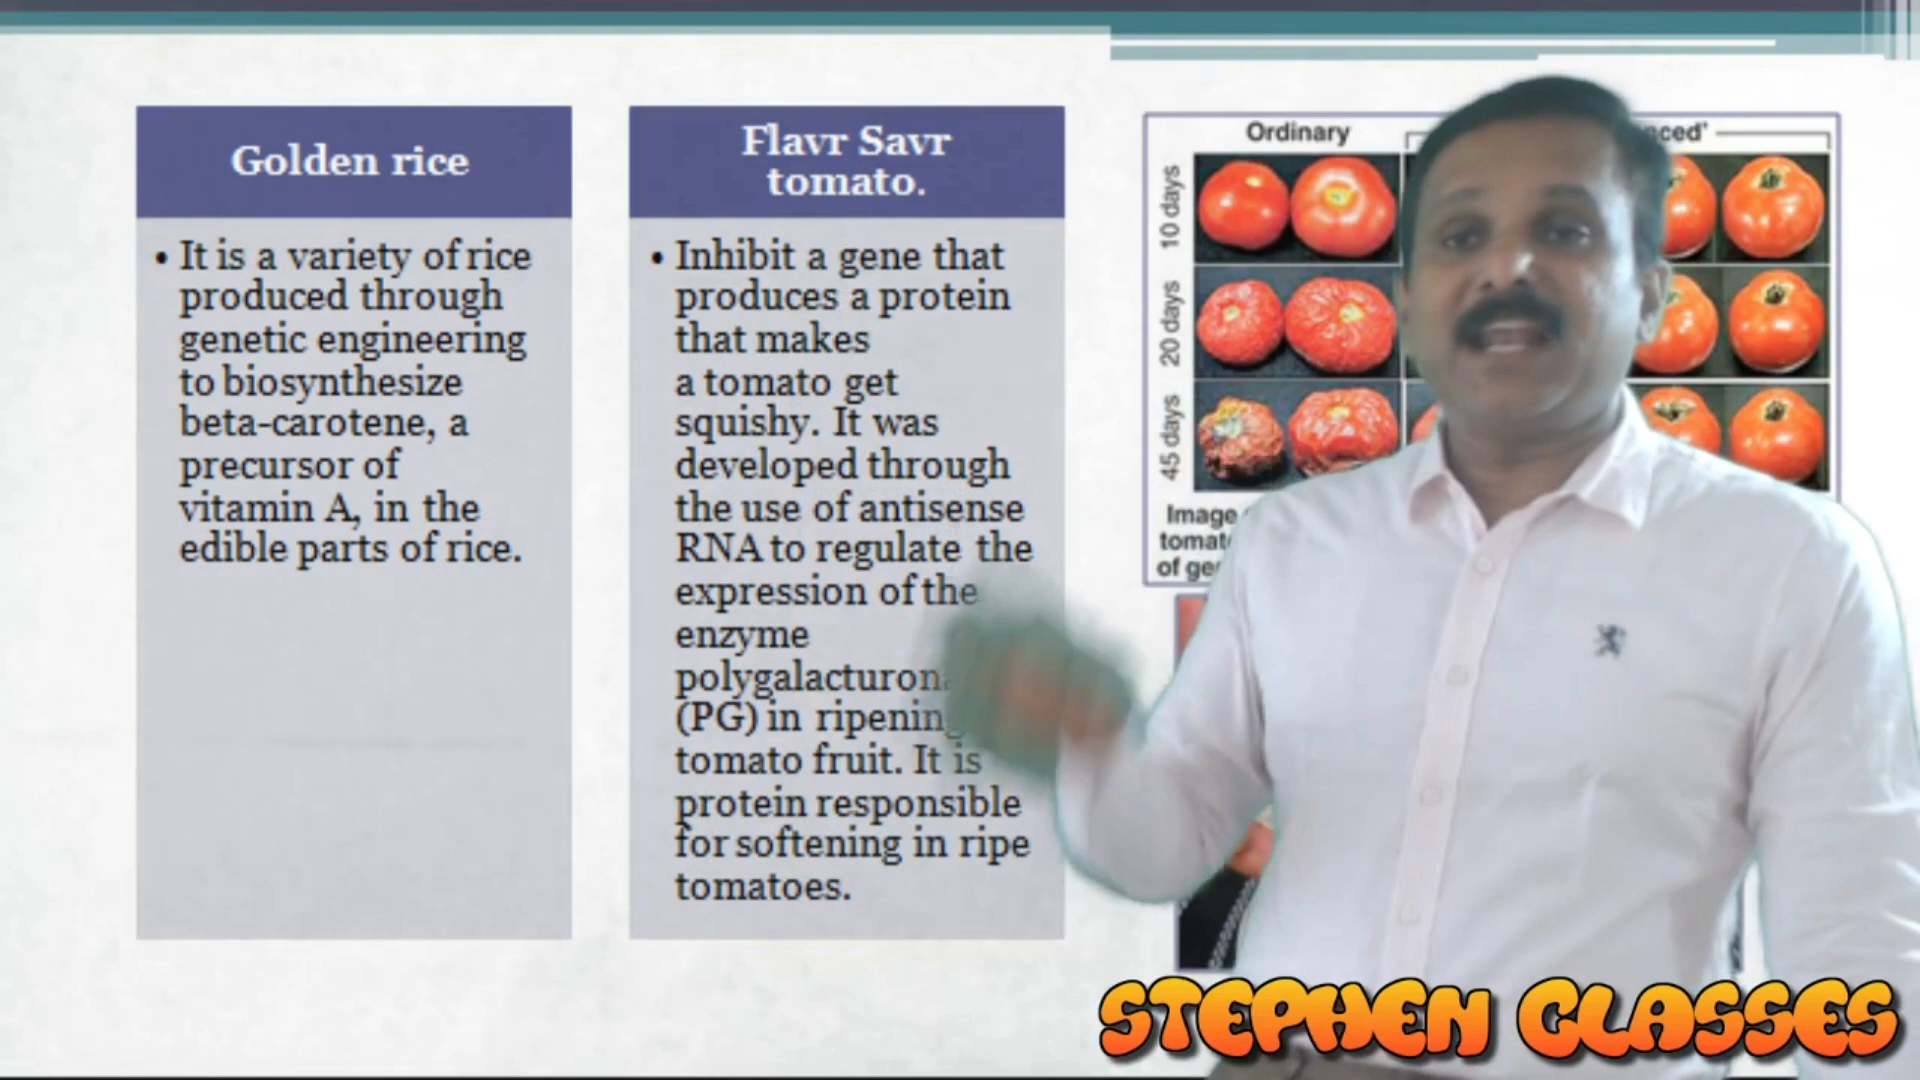 Golden rice
• It is a variety of rice
produced through
genetic engineering
to biosynthesize
beta-carotene, a
precursor of
vitamin A, in the
edible parts of rice.
Flavr Savr
tomato.
• Inhibit a gene that
produces a protein
that makes
a tomato get
squishy. It was
developed through
the use of antisense
RNA to regulate the
expression of the
enzyme
(PG) in
tomato fruit. It is
protein responsible
for softening in ripe
tomatoes.
Ordinary
10 days
20 days
45 days
Image
of
STEPHEN CLASSES